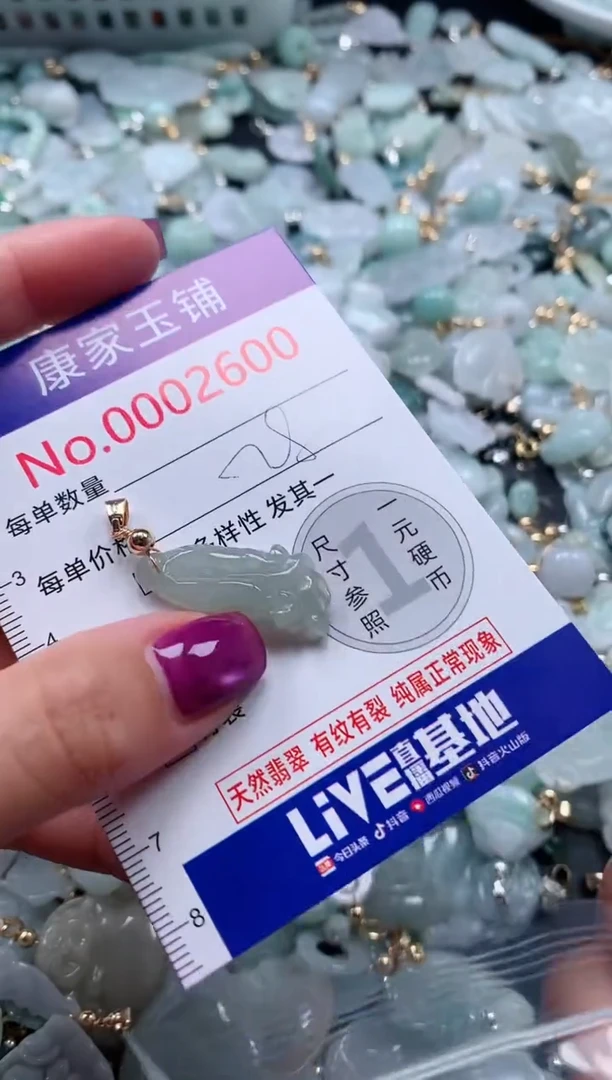 康家玉铺
No.0002600
每单数量
每单价格
多样性 发其一
一元硬币
尺寸参照
1
3
4
天然翡翠 有纹有裂 纯属正常现象
LiVE直播基地
今日头条 抖音 西瓜视频 抖音火山版
7
8